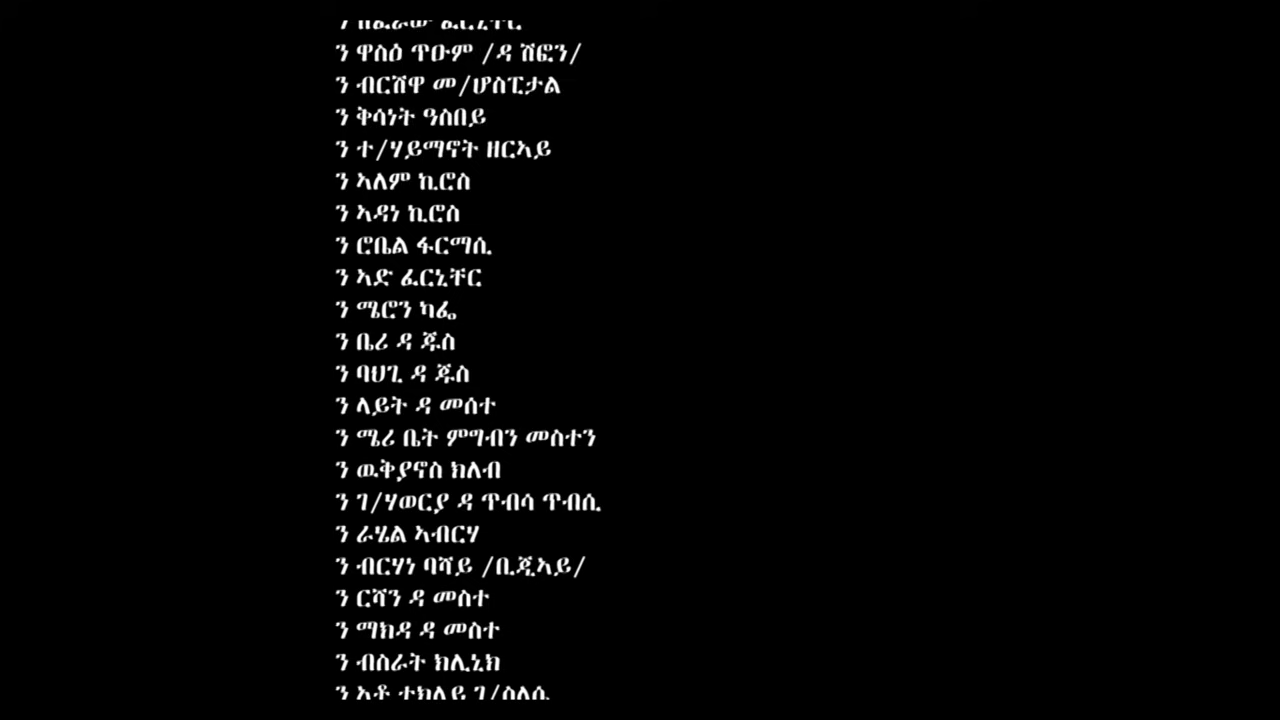 ን ዋስዕ ጥዑም /ዳ ሽፎን/
ን ብርሽዋ መ/ሆስፒታል
ን ቅሳነት ዓስበይ
ን ተ/ሃይማኖት ዘርኣይ
ን ኣለም ኪሮስ
ን ኣዳነ ኪሮስ
ን ሮቤል ፋርማሲ
ን ኣድ ፈርኒቸር
ን ሜሮን ካፌ
ን ቤሪ ዳ ጁስ
ን ባህጊ ዳ ጁስ
ን ላይት ዳ መሰተ
ን ሜሪ ቤት ምግብን መስተን
ን ዉቅያኖስ ክለብ
ን ገ/ሃወርያ ዳ ጥብሳ ጥብሲ
ን ራሄል ኣብርሃ
ን ብርሃነ ባሻይ /ቢጂኣይ/
ን ርሻን ዳ መስተ
ን ማክዳ ዳ መስተ
ን ብስራት ክሊኒክ
ን አቶ ተክለይ ገ/ስለሴ